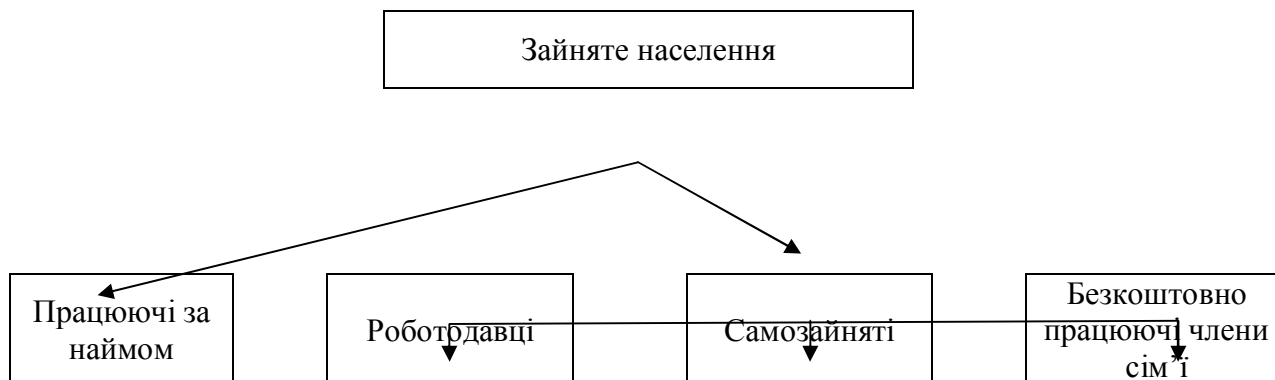 Зайняте населення
Працюючі за
наймом
Роботодавці
Самозайняті
Безкоштовно
працюючі члени
сім’ї